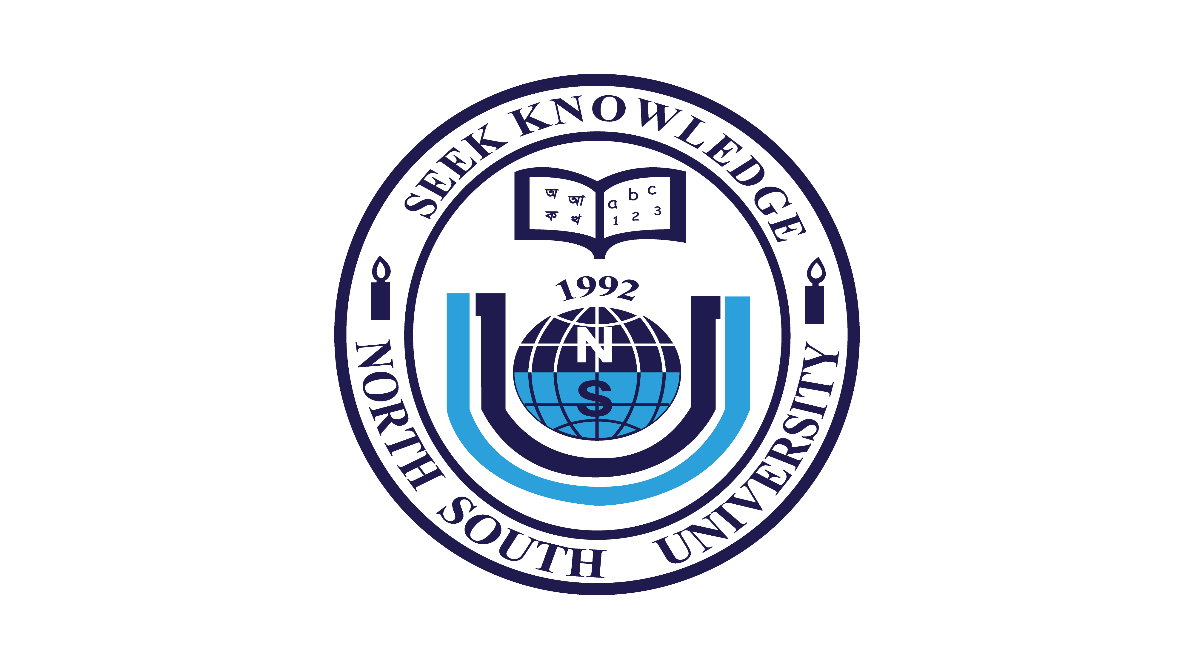 SEEK KNOWLEDGE
অ আ a b c
ক খ 1 2 3
1992
N
S
NORTH SOUTH UNIVERSITY